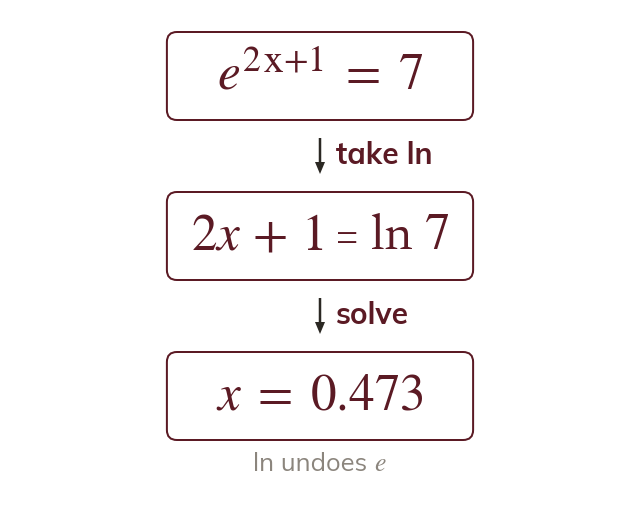 e^{2x+1} = 7
take ln
2x + 1 = ln 7
solve
x = 0.473
ln undoes e